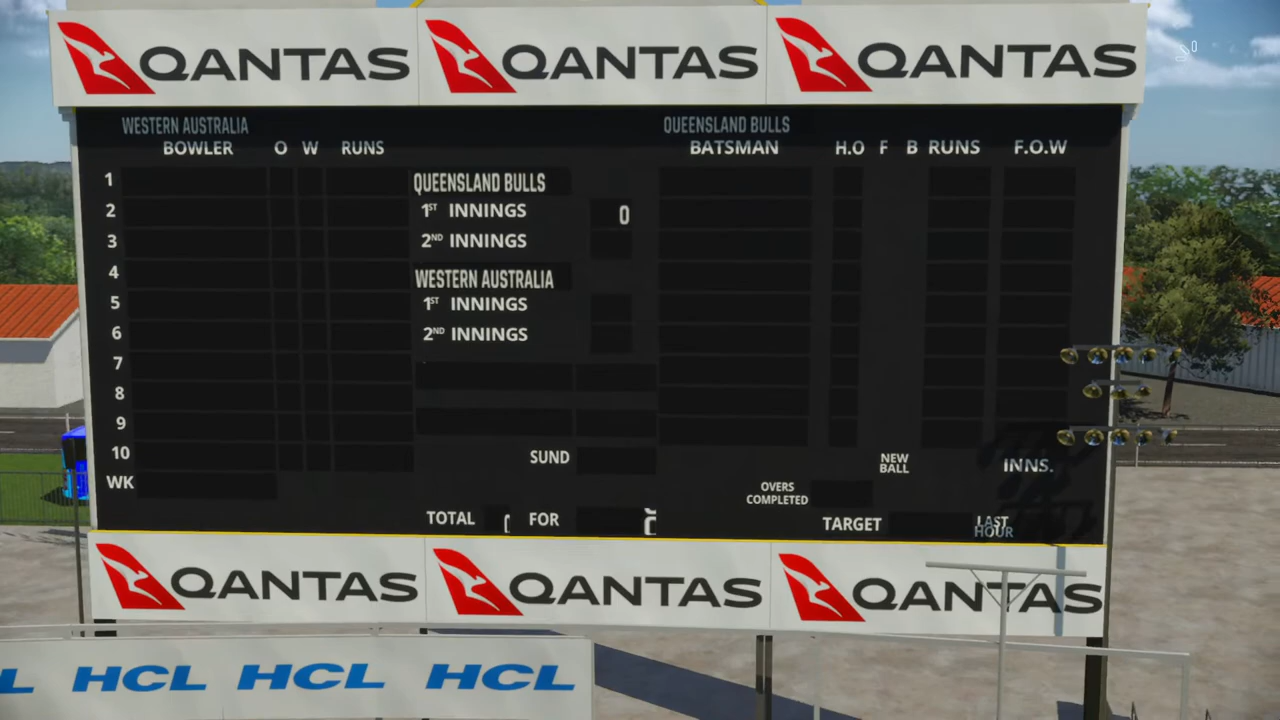 QANTAS QANTAS QANTAS
WESTERN AUSTRALIA
BOWLER O W RUNS
QUEENSLAND BULLS
BATSMAN H.O F B RUNS F.O.W
1
2
3
4
5
6
7
8
9
10
WK
QUEENSLAND BULLS
1ST INNINGS 0
2ND INNINGS
WESTERN AUSTRALIA
1ST INNINGS
2ND INNINGS
SUND
TOTAL FOR
NEW
BALL
INNS.
OVERS
COMPLETED
TARGET
LAST
HOUR
QANTAS QANTAS QANTAS
L HCL HCL HCL